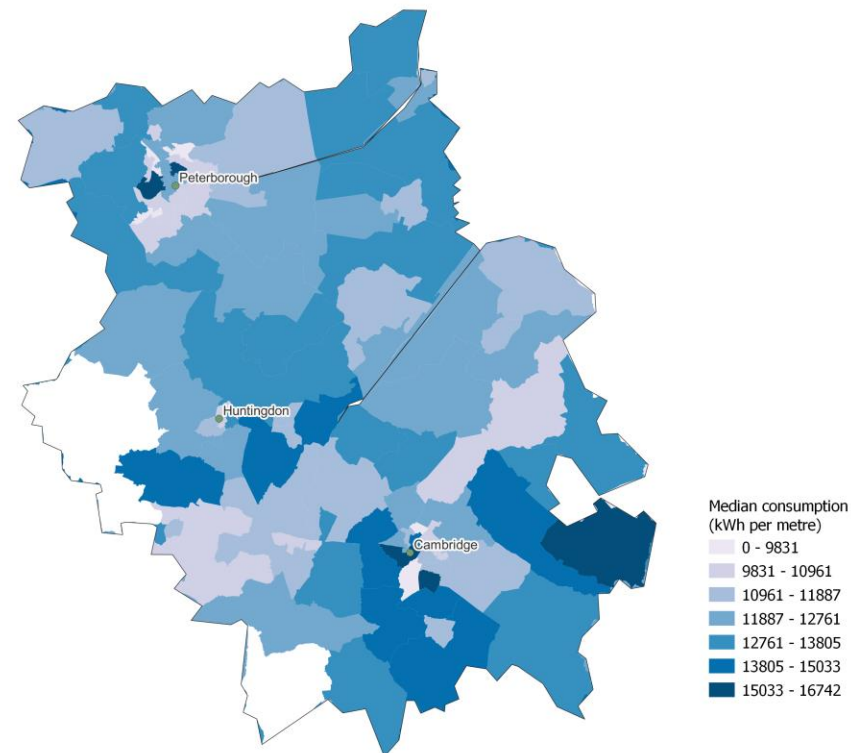 Peterborough
Huntingdon
Cambridge
Median consumption
(kWh per metre)
0 - 9831
9831 - 10961
10961 - 11887
11887 - 12761
12761 - 13805
13805 - 15033
15033 - 16742